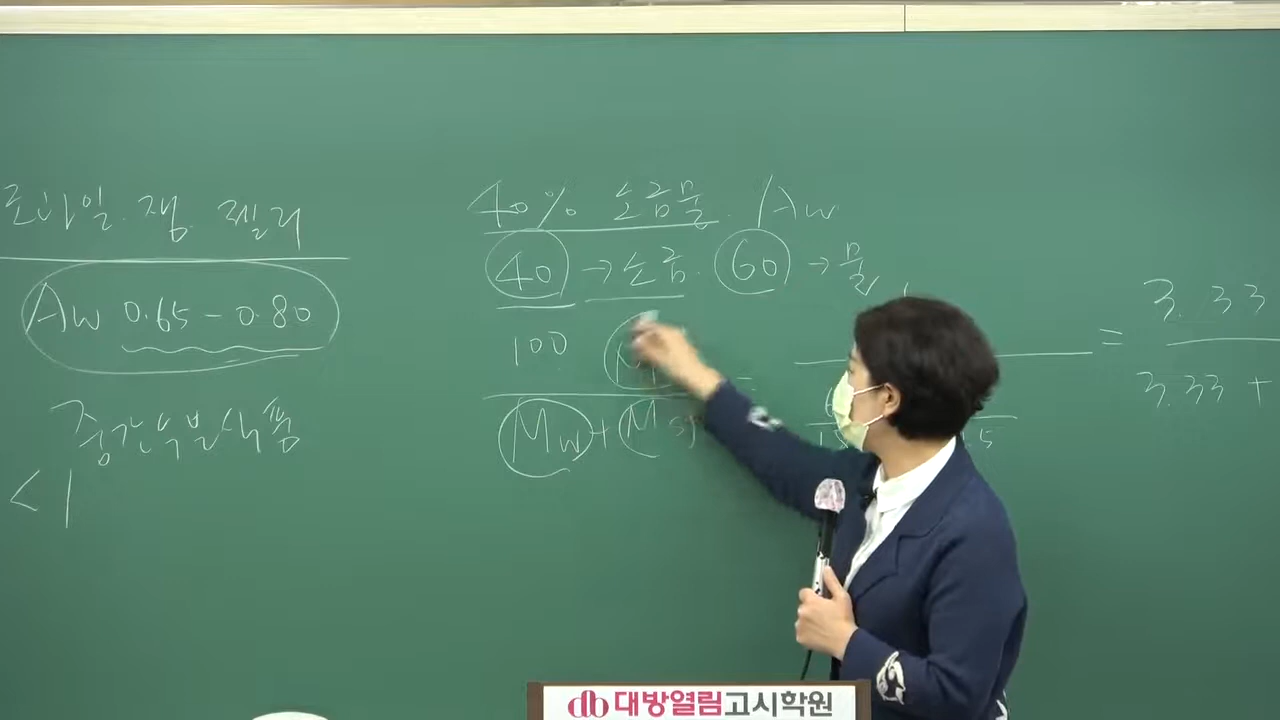 잼 젤리
Aw 0.65 - 0.80
중간수분식품
< 1
40% 소금물. Aw
40 → 소금. 60 → 물
100
Mw + M
=
= 3.33
3.33 +
대방열림고시학원